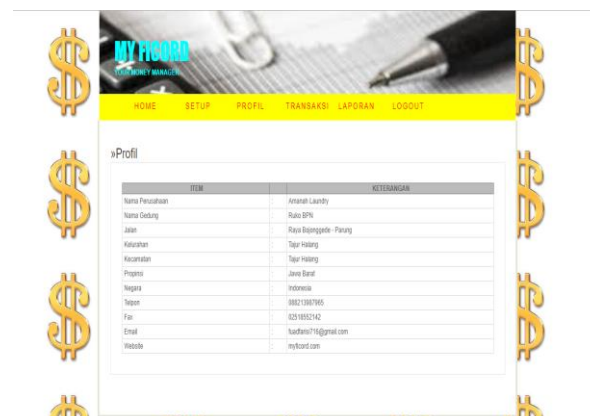 MY FICORD
YOUR MONEY MANAGER
HOME SETUP PROFIL TRANSAKSI LAPORAN LOGOUT
»Profil
ITEM KETERANGAN
Nama Perusahaan : Amanah Laundry
Nama Gedung : Ruko BPN
Jalan : Raya Bojonggede - Parung
Kelurahan : Tajur Halang
Kecamatan : Tajur Halang
Propinsi : Jawa Barat
Negara : Indonesia
Telpon : 088213887965
Fax : 02518552142
Email : fuadfaris716@gmail.com
Website : myficord.com